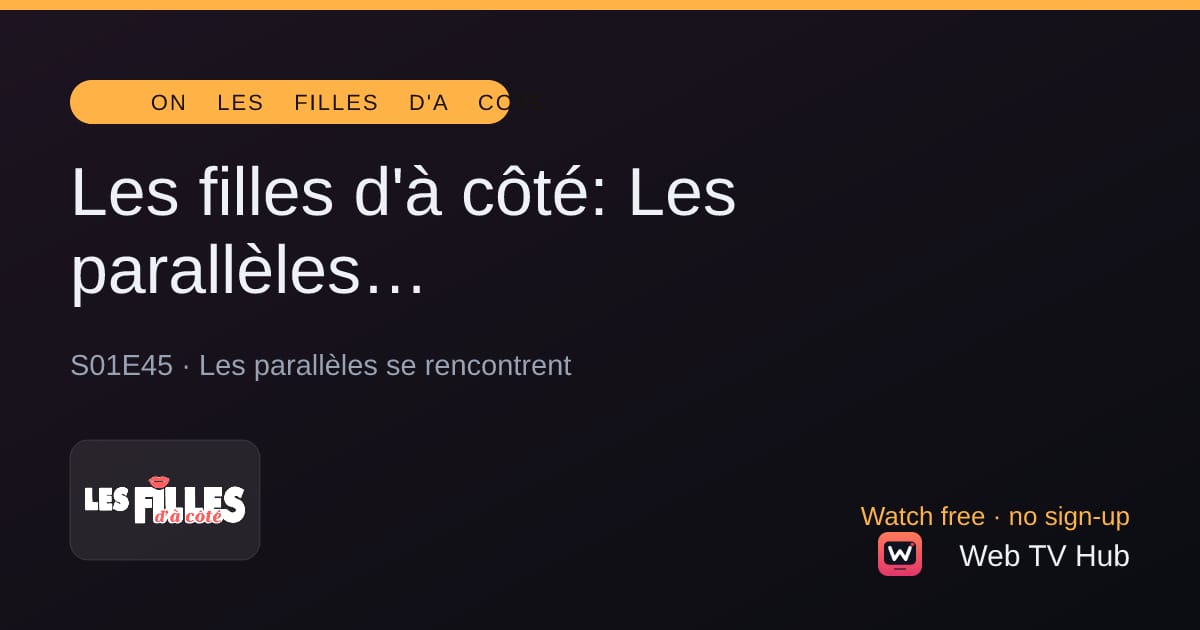 ON LES FILLES D'A CO
Les filles d'à côté: Les
parallèles…
S01E45 · Les parallèles se rencontrent
LES FILLES
d'à côté
Watch free · no sign-up
W
Web TV Hub